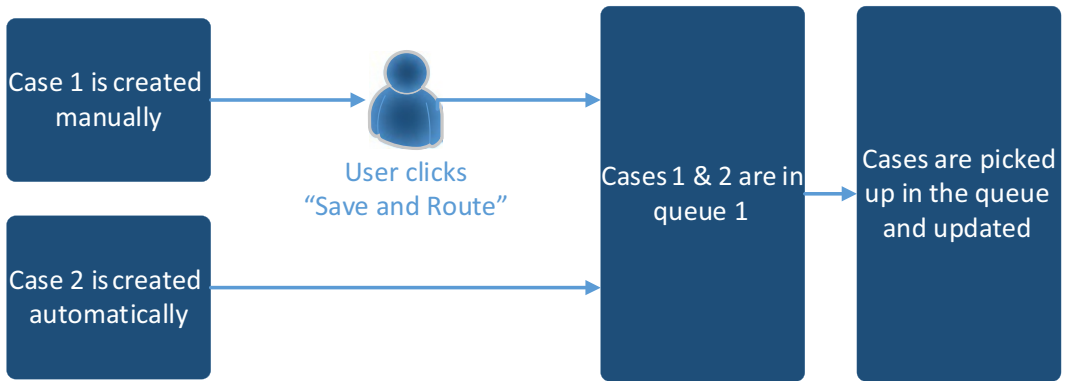 Case 1 is created
manually
User clicks
“Save and Route”
Case 2 is created
automatically
Cases 1 & 2 are in
queue 1
Cases are picked
up in the queue
and updated